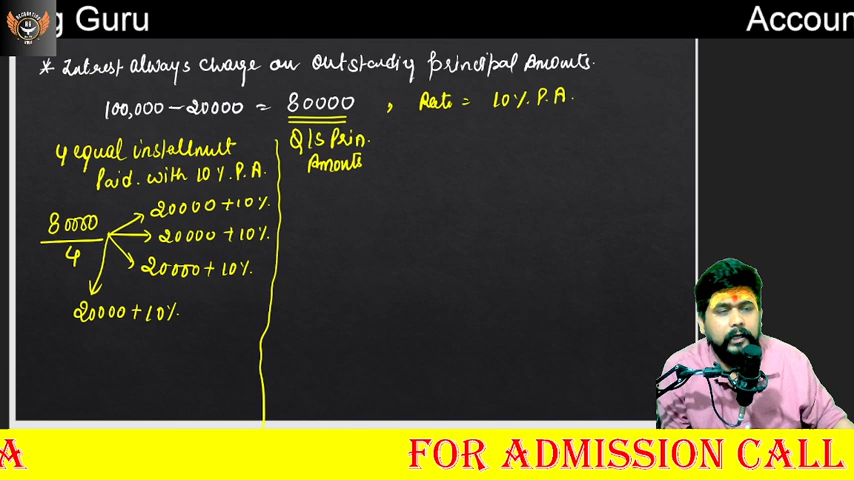 g Guru
Accoun
* Interest always charge on outstanding principal Amounts.
100,000 - 20000 = 80000 , Rate = 10% P.A.
O/S Prin.
Amounts
4 equal installment
Paid. with 10% P.A.
80000
4
20000 + 10%.
20000 + 10%.
20000 + 10%.
20000 + 10%.
A
FOR ADMISSION CALL